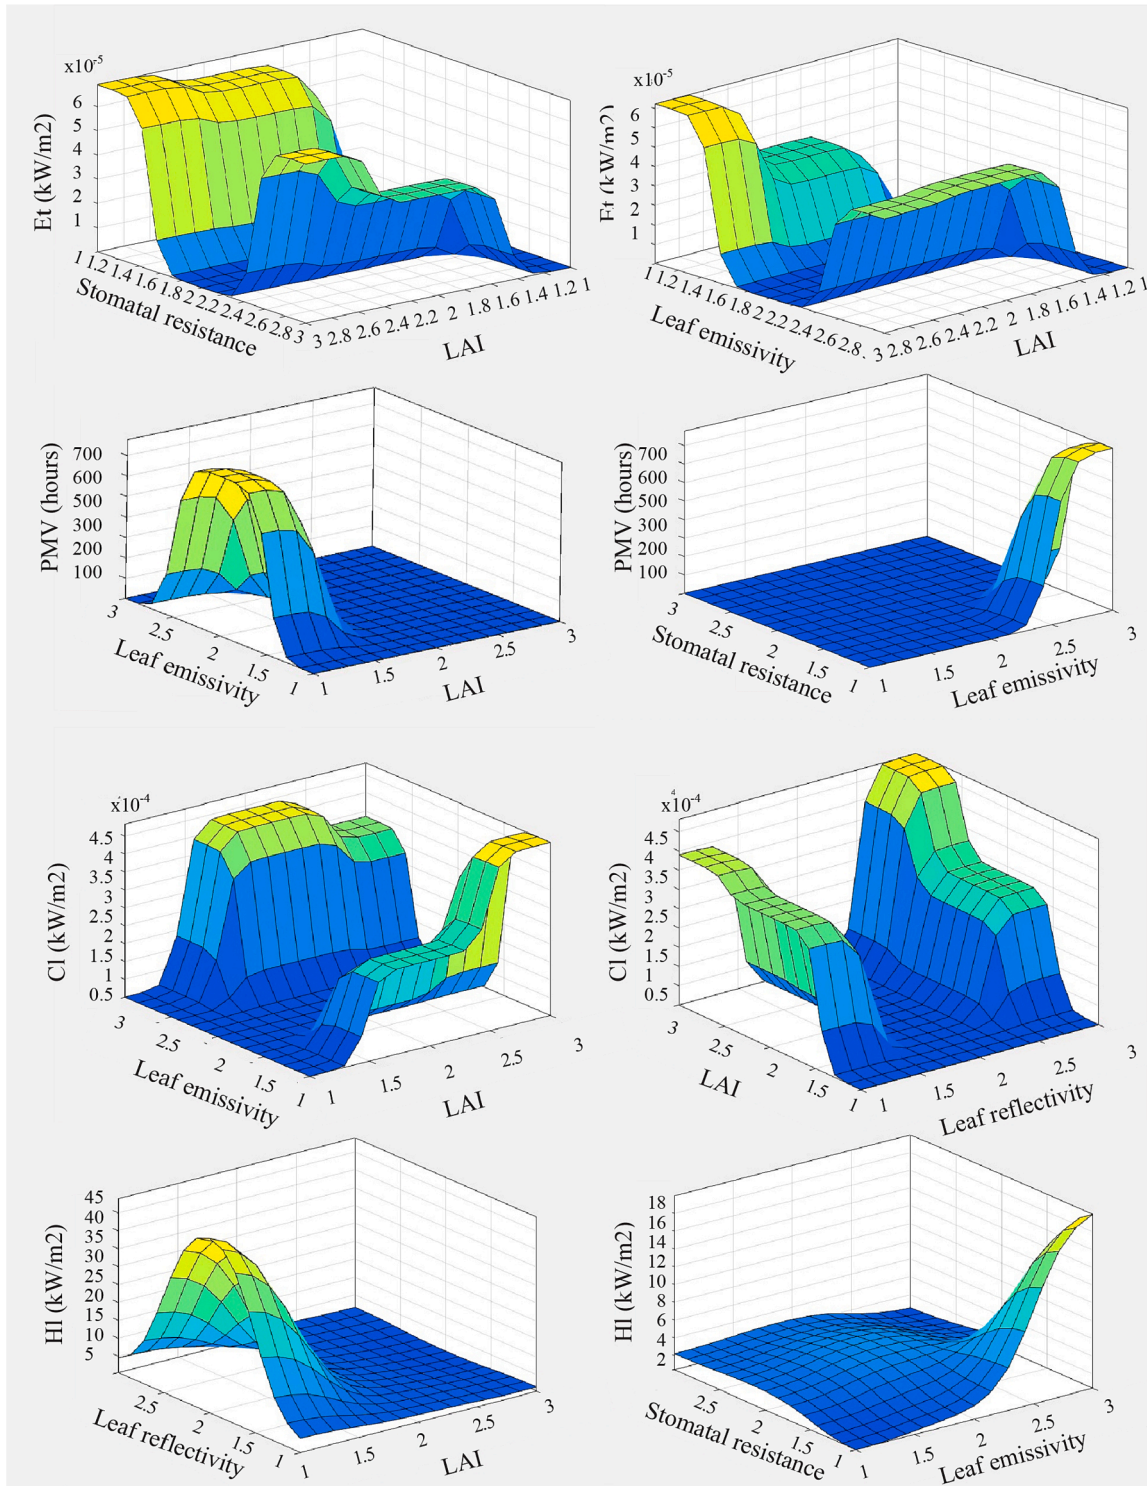 x10-5
Et (kW/m2)
6
5
4
3
2
1
1 1.2 1.4 1.6 1.8 2 2.2 2.4 2.6 2.8 3
Stomatal resistance
3 2.8 2.6 2.4 2.2 2 1.8 1.6 1.4 1.2 1
LAI
x10-5
Et (kW/m2)
6
5
4
3
2
1
1 1.2 1.4 1.6 1.8 2 2.2 2.4 2.6 2.8.
Leaf emissivity
3 2.8 2.6 2.4 2.2 2 1.8 1.6 1.4 1.2 1
LAI
PMV (hours)
700
600
500
300
200
100
3 2.5 2 1.5 1
Leaf emissivity
1 1.5 2 2.5 3
LAI
PMV (hours)
700
600
500
300
200
100
3 2.5 2 1.5 1
Stomatal resistance
1 1.5 2 2.5 3
Leaf emissivity
x10-4
Cl (kW/m2)
4.5
4
3.5
3
2.5
2
1.5
1
0.5
3 2.5 2 1.5 1
Leaf emissivity
1 1.5 2 2.5 3
LAI
4
x10-4
Cl (kW/m2)
4.5
4
3.5
3
2.5
2
1.5
1
0.5
3 2.5 2 1.5 1
LAI
1 1.5 2 2.5 3
Leaf reflectivity
Hl (kW/m2)
45
40
35
30
25
20
15
10
5
2.5 2 1.5 1
Leaf reflectivity
1 1.5 2 2.5 3
LAI
Hl (kW/m2)
18
16
14
12
10
8
6
4
2
2.5 2 1.5 1
Stomatal resistance
1 1.5 2 2.5 3
Leaf emissivity